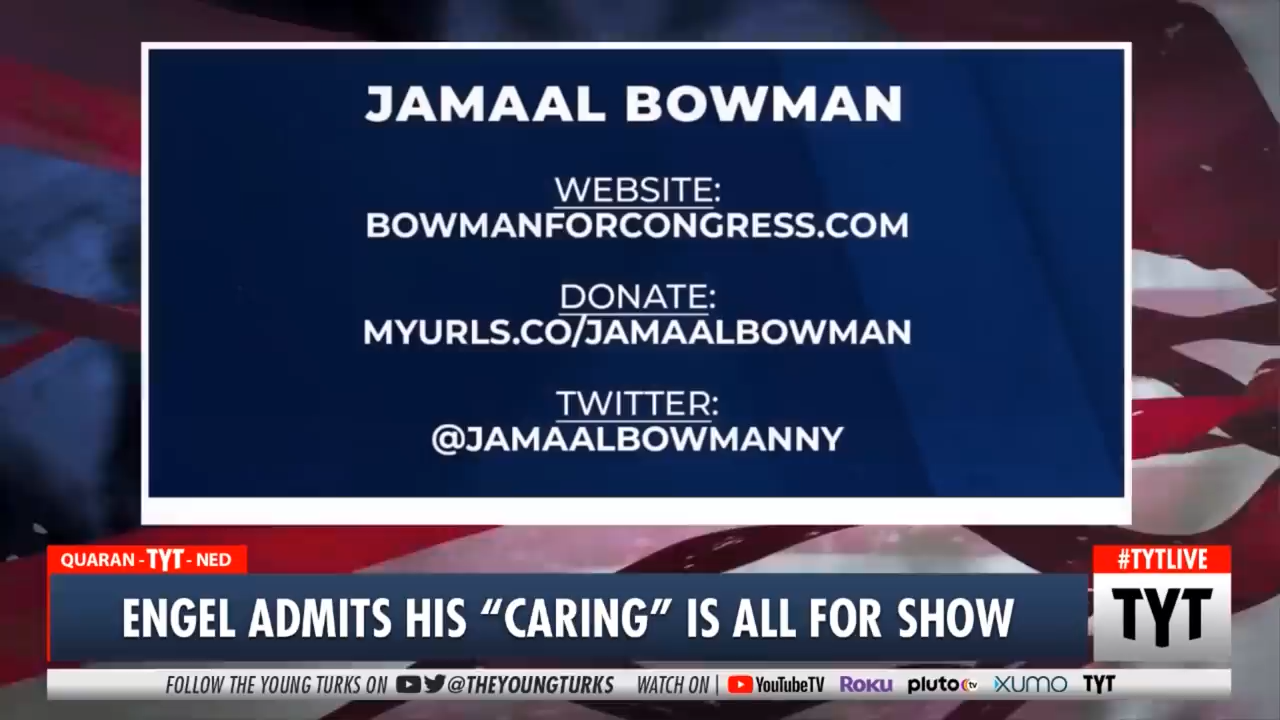 JAMAAL BOWMAN
WEBSITE:
BOWMANFORCONGRESS.COM
DONATE:
MYURLS.CO/JAMAALBOWMAN
TWITTER:
@JAMAALBOWMANNY
QUARAN - TYT - NED
#TYTLIVE
ENGEL ADMITS HIS “CARING” IS ALL FOR SHOW
TYT
FOLLOW THE YOUNG TURKS ON @THEYOUNGTURKS WATCH ON | YouTubeTV ROKU pluto tv XUMO TYT